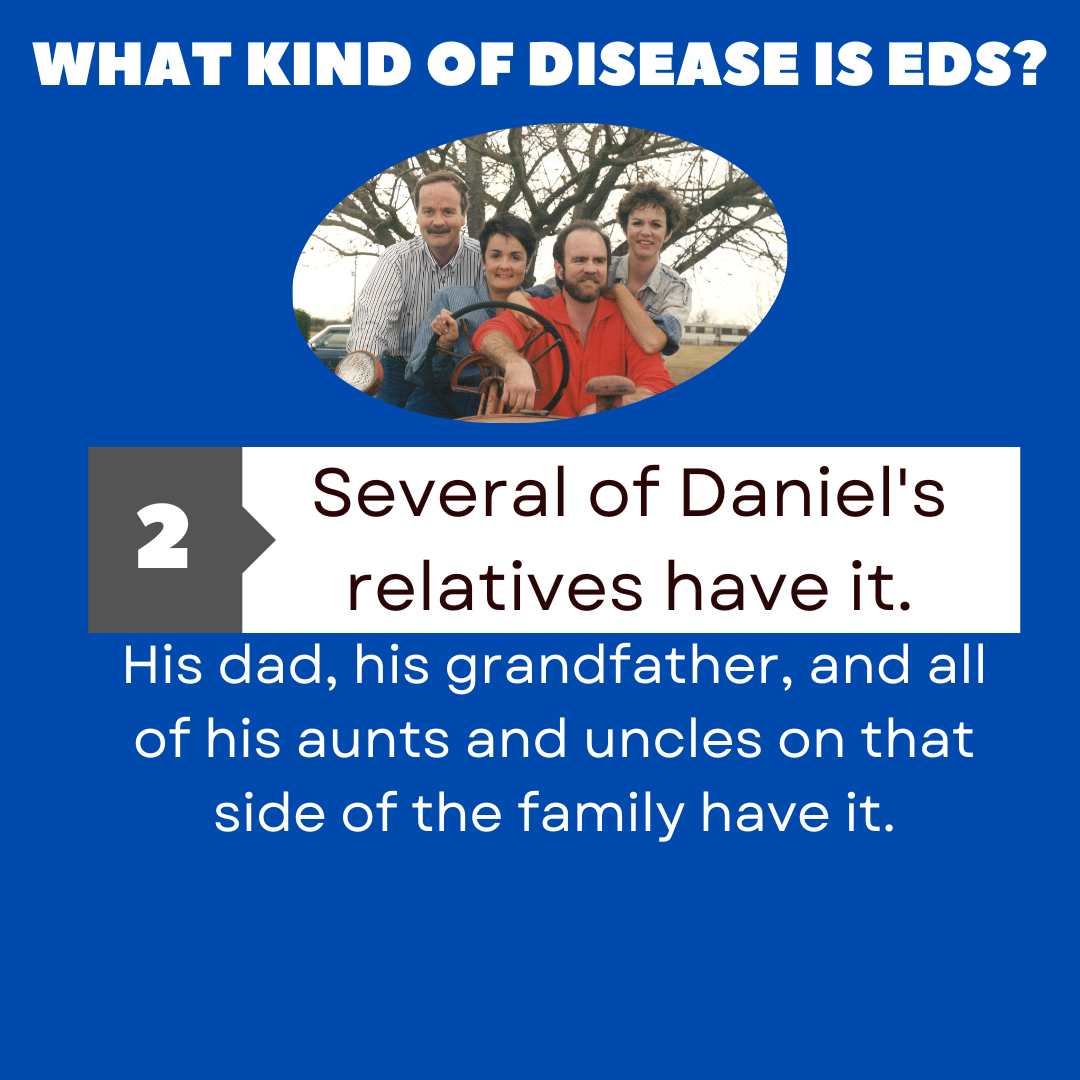 WHAT KIND OF DISEASE IS EDS?
2
Several of Daniel's
relatives have it.
His dad, his grandfather, and all
of his aunts and uncles on that
side of the family have it.